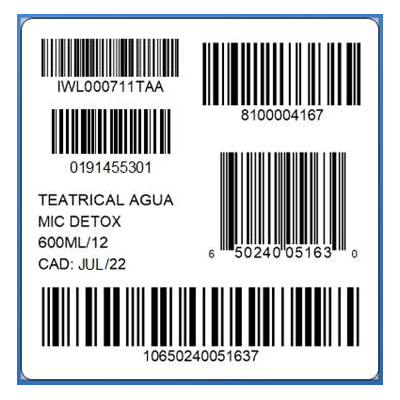 IWL000711TAA
8100004167
0191455301
TEATRICAL AGUA
MIC DETOX
600ML/12
CAD: JUL/22
6 50240 05163 0
10650240051637